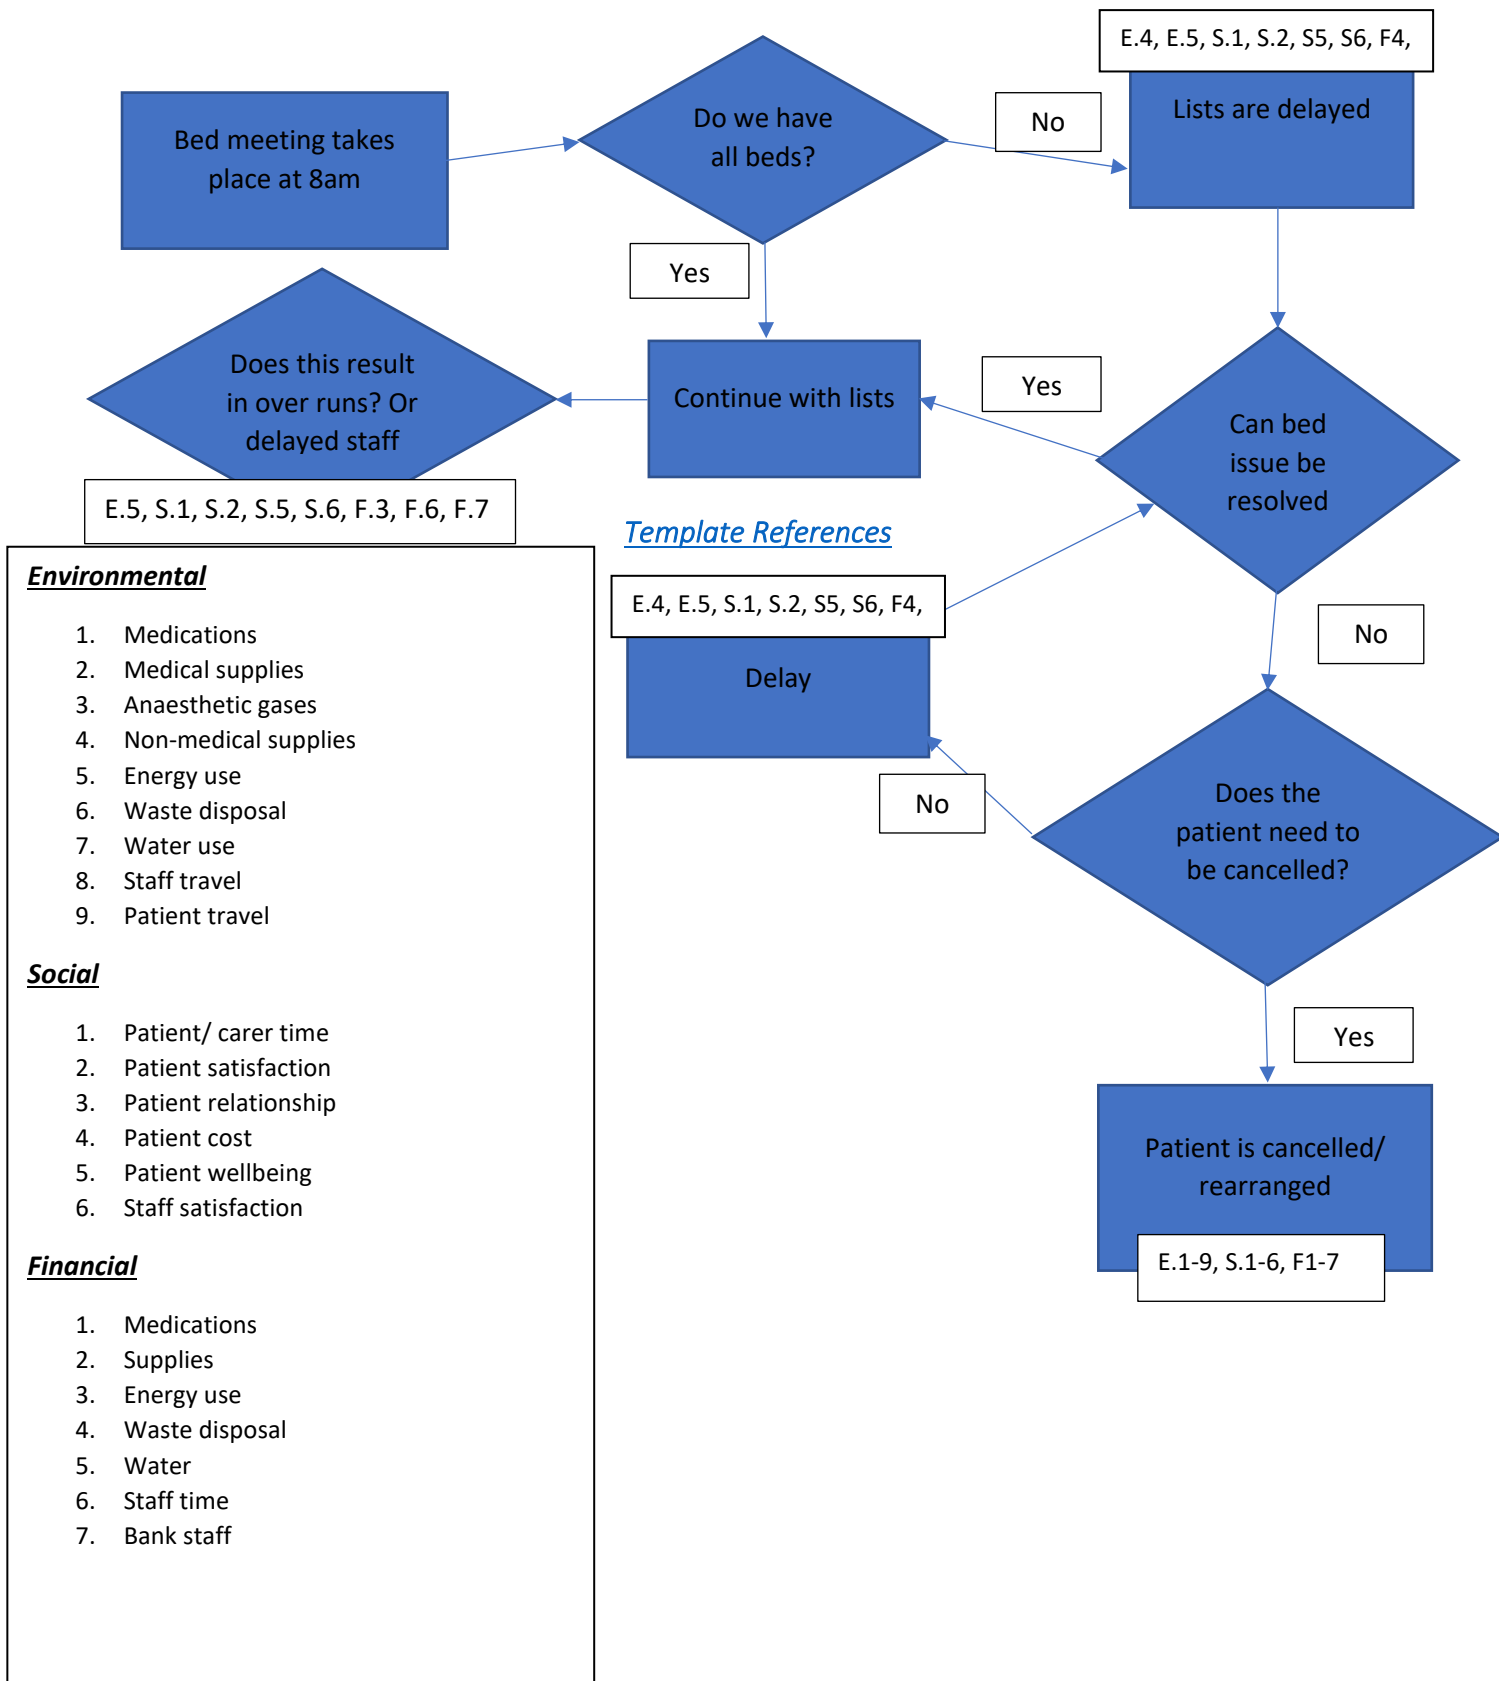 E.4, E.5, S.1, S.2, S5, S6, F4,
Bed meeting takes
place at 8am
Do we have
all beds?
No
Lists are delayed
Yes
Does this result
in over runs? Or
delayed staff
E.5, S.1, S.2, S.5, S.6, F.3, F.6, F.7
Continue with lists
Yes
Can bed
issue be
resolved
Template References
E.4, E.5, S.1, S.2, S5, S6, F4,
Delay
No
No
Does the
patient need to
be cancelled?
Yes
Patient is cancelled/
rearranged
E.1-9, S.1-6, F1-7
Environmental
1. Medications
2. Medical supplies
3. Anaesthetic gases
4. Non-medical supplies
5. Energy use
6. Waste disposal
7. Water use
8. Staff travel
9. Patient travel
Social
1. Patient/ carer time
2. Patient satisfaction
3. Patient relationship
4. Patient cost
5. Patient wellbeing
6. Staff satisfaction
Financial
1. Medications
2. Supplies
3. Energy use
4. Waste disposal
5. Water
6. Staff time
7. Bank staff